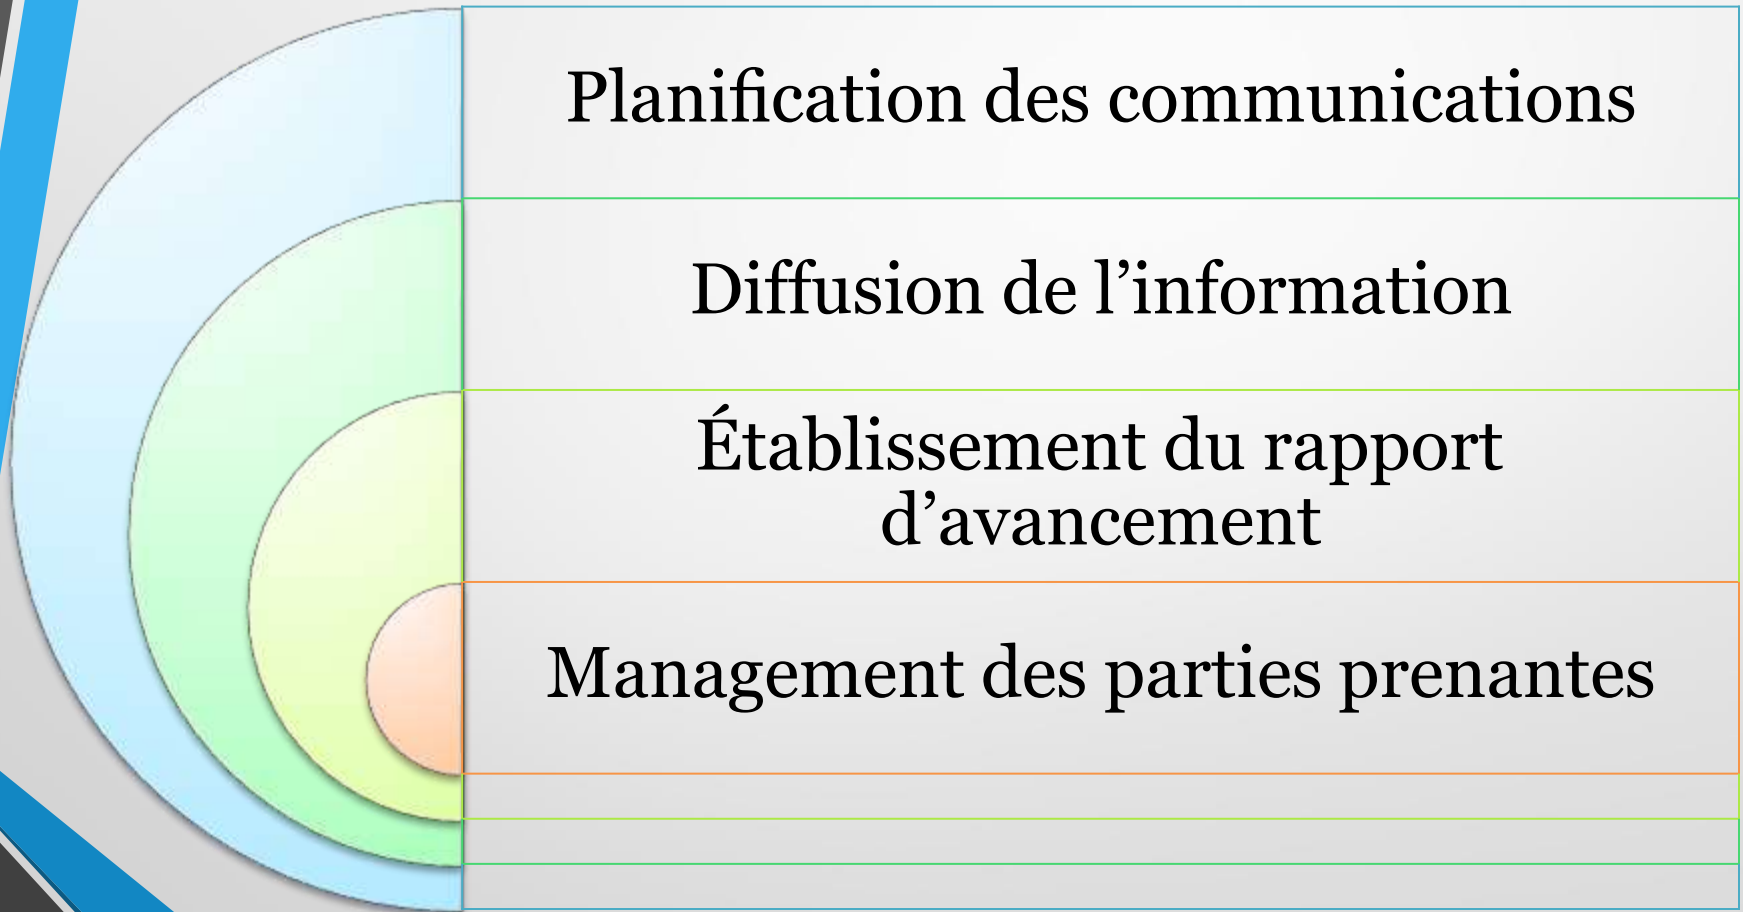 Planification des communications
Diffusion de l’information
Établissement du rapport
d’avancement
Management des parties prenantes